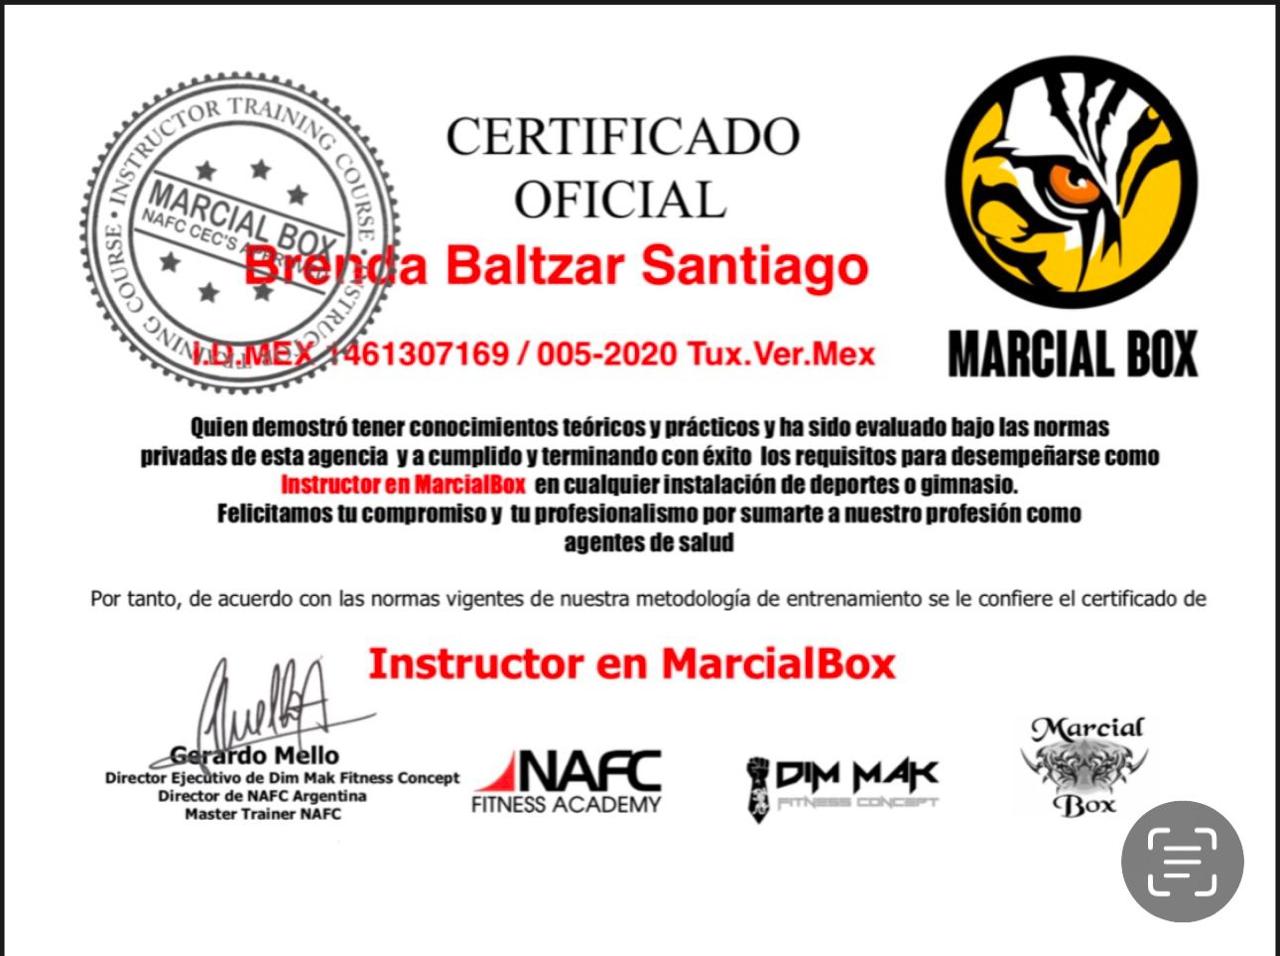 CERTIFICADO
OFICIAL
INSTRUCTOR TRAINING COURSE • INSTRUCTOR TRAINING COURSE •
MARCIAL BOX
NAFC CEC'S APPROVED
Brenda Baltzar Santiago
I.D.MEX 1461307169 / 005-2020 Tux.Ver.Mex
MARCIAL BOX
Quien demostró tener conocimientos teóricos y prácticos y ha sido evaluado bajo las normas
privadas de esta agencia y a cumplido y terminando con éxito los requisitos para desempeñarse como
Instructor en MarcialBox en cualquier instalación de deportes o gimnasio.
Felicitamos tu compromiso y tu profesionalismo por sumarte a nuestro profesión como
agentes de salud
Por tanto, de acuerdo con las normas vigentes de nuestra metodología de entrenamiento se le confiere el certificado de
Instructor en MarcialBox
Gerardo Mello
Director Ejecutivo de Dim Mak Fitness Concept
Director de NAFC Argentina
Master Trainer NAFC
NAFC
FITNESS ACADEMY
DIM MAK
FITNESS CONCEPT
Marcial
Box